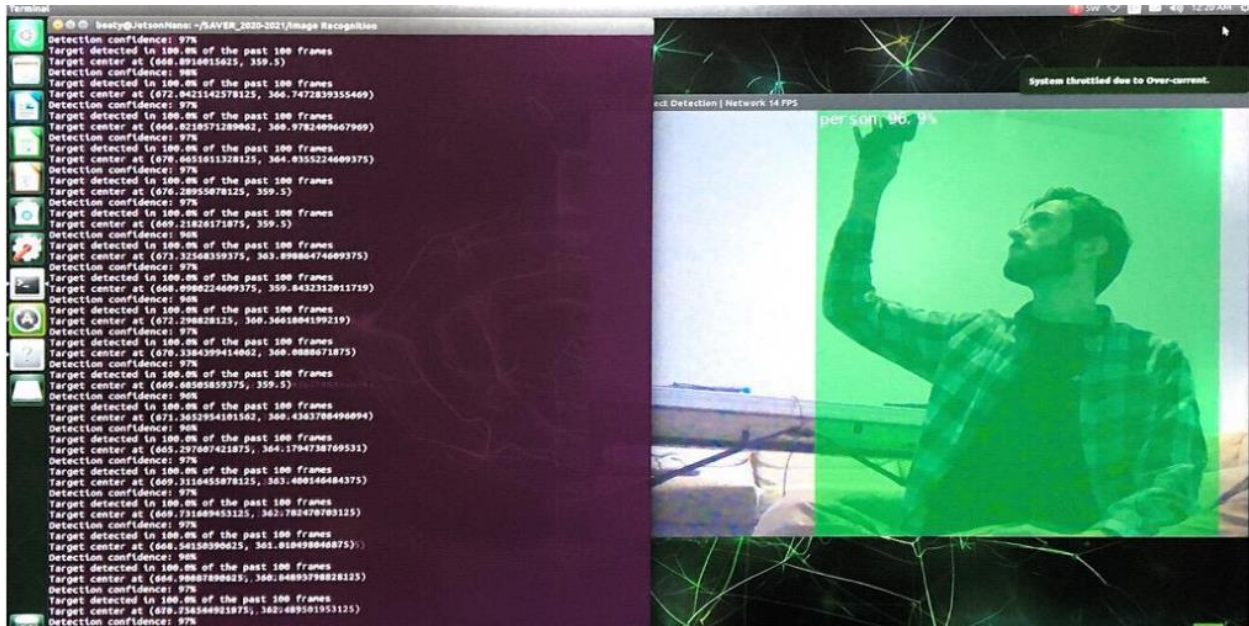 Terminal
5W 12:20 AM
beety@JetsonNano: ~/SAVER_2020-2021/Image Recognition
Detection confidence: 97%
Target detected in 100.0% of the past 100 frames
Target center at (668.8916015625, 359.5)
Detection confidence: 98%
Target detected in 100.0% of the past 100 frames
Target center at (672.0421142578125, 366.7472839355469)
Detection confidence: 97%
Target detected in 100.0% of the past 100 frames
Target center at (666.0210571289062, 360.9782409667969)
Detection confidence: 97%
Target detected in 100.0% of the past 100 frames
Target center at (670.6651611328125, 364.0355224609375)
Detection confidence: 97%
Target detected in 100.0% of the past 100 frames
Target center at (676.28955078125, 359.5)
Detection confidence: 97%
Target detected in 100.0% of the past 100 frames
Target center at (669.21826171875, 359.5)
Detection confidence: 96%
Target detected in 100.0% of the past 100 frames
Target center at (673.32568359375, 363.89886474609375)
Detection confidence: 97%
Target detected in 100.0% of the past 100 frames
Target center at (668.0980224609375, 359.8432312011719)
Detection confidence: 96%
Target detected in 100.0% of the past 100 frames
Target center at (672.298828125, 360.3661804199219)
Detection confidence: 97%
Target detected in 100.0% of the past 100 frames
Target center at (670.3384399414062, 360.0888671875)
Detection confidence: 97%
Target detected in 100.0% of the past 100 frames
Target center at (669.60505859375, 359.5)
Detection confidence: 96%
Target detected in 100.0% of the past 100 frames
Target center at (671.3652954101562, 360.4363708496094)
Detection confidence: 96%
Target detected in 100.0% of the past 100 frames
Target center at (665.297607421875, 364.1794738769531)
Detection confidence: 97%
Target detected in 100.0% of the past 100 frames
Target center at (669.3116455078125, 363.460146484375)
Detection confidence: 97%
Target detected in 100.0% of the past 100 frames
Target center at (669.731689453125, 362.702470703125)
Detection confidence: 97%
Target detected in 100.0% of the past 100 frames
Target center at (668.54150390625, 361.010498046875)
Detection confidence: 96%
Target detected in 100.0% of the past 100 frames
Target center at (664.90087890625, 360.84893798828125)
Detection confidence: 97%
Target detected in 100.0% of the past 100 frames
Target center at (670.756544921875, 362.489501953125)
Detection confidence: 97%
System throttled due to Over-current.
ect Detection | Network 14 FPS
person 96.9%